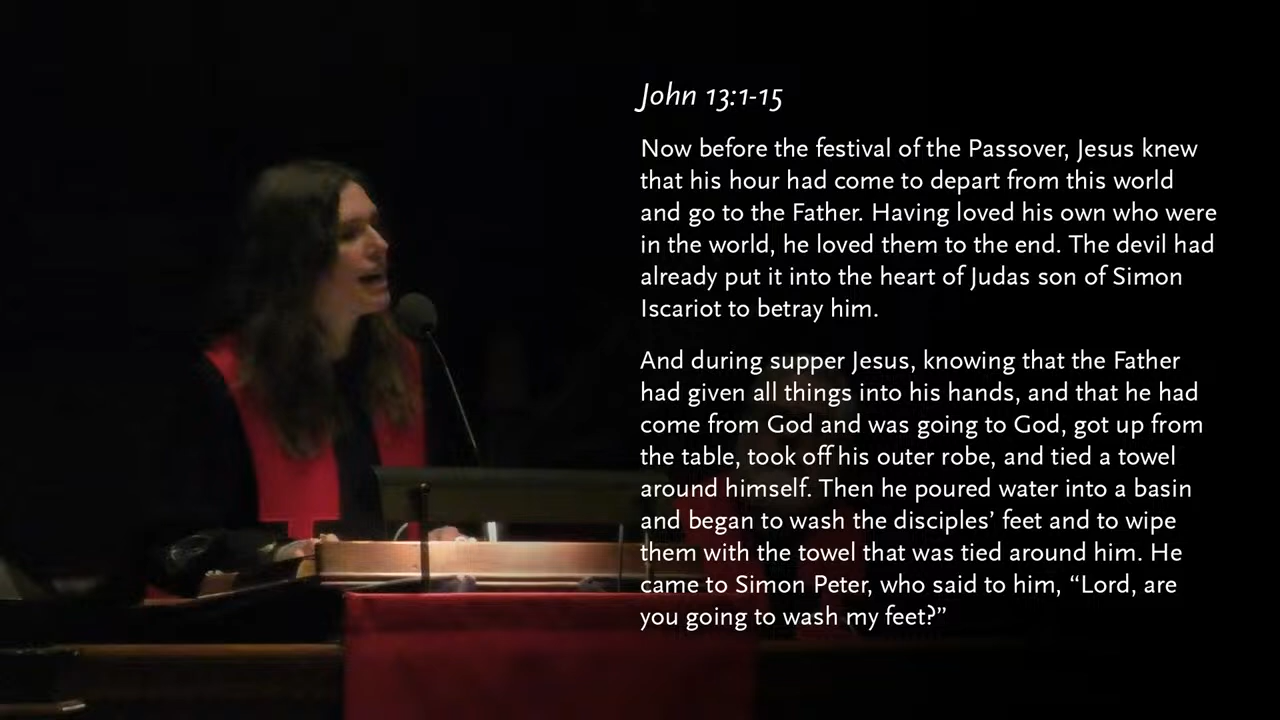 John 13:1-15
Now before the festival of the Passover, Jesus knew
that his hour had come to depart from this world
and go to the Father. Having loved his own who were
in the world, he loved them to the end. The devil had
already put it into the heart of Judas son of Simon
Iscariot to betray him.
And during supper Jesus, knowing that the Father
had given all things into his hands, and that he had
come from God and was going to God, got up from
the table, took off his outer robe, and tied a towel
around himself. Then he poured water into a basin
and began to wash the disciples’ feet and to wipe
them with the towel that was tied around him. He
came to Simon Peter, who said to him, “Lord, are
you going to wash my feet?”